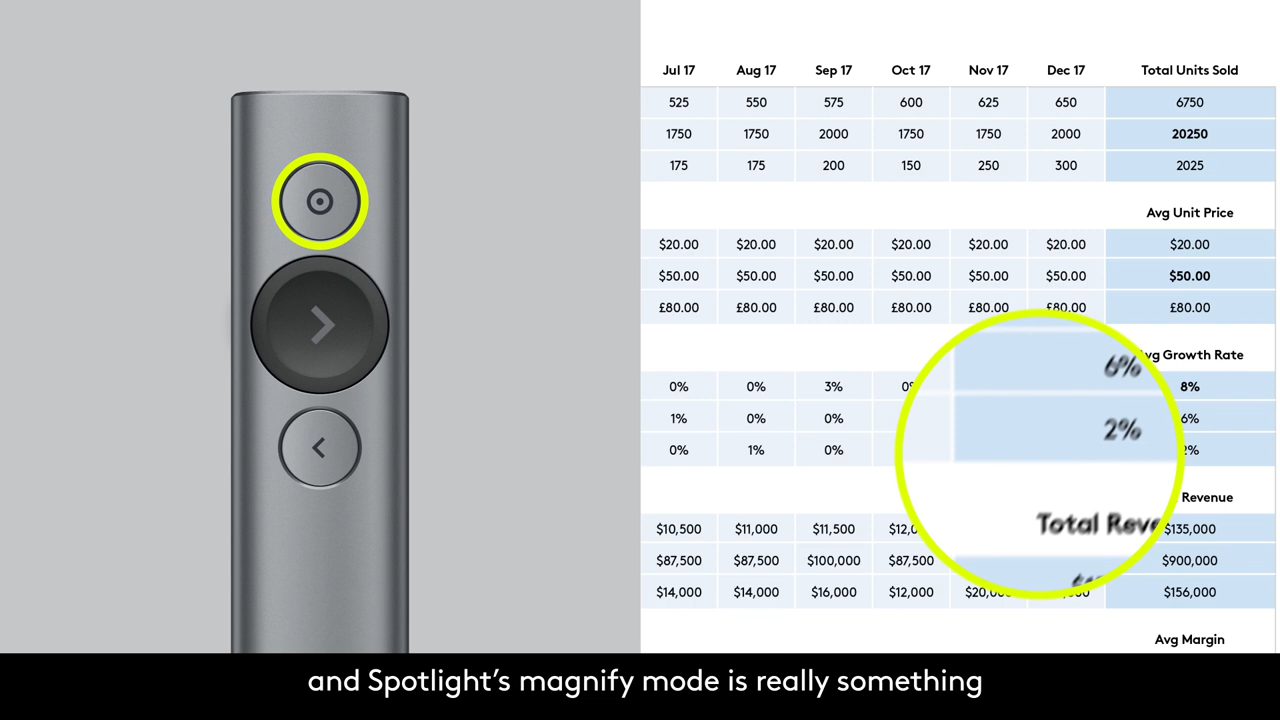 Jul 17 Aug 17 Sep 17 Oct 17 Nov 17 Dec 17 Total Units Sold
525 550 575 600 625 650 6750
1750 1750 2000 1750 1750 2000 20250
175 175 200 150 250 300 2025
Avg Unit Price
$20.00 $20.00 $20.00 $20.00 $20.00 $20.00 $20.00
$50.00 $50.00 $50.00 $50.00 $50.00 $50.00 $50.00
£80.00 £80.00 £80.00 £80.00 £80.00 £80.00 £80.00
Growth Rate
6%
0% 0% 3% 8%
1% 0% 0% 6%
2%
0% 1% 0% 2%
Revenue
Total
$10,500 $11,000 $11,500 $135,000
$87,500 $87,500 $100,000 $87,500 $900,000
$14,000 $14,000 $16,000 $12,000 $156,000
Avg Margin
and Spotlight's magnify mode is really something